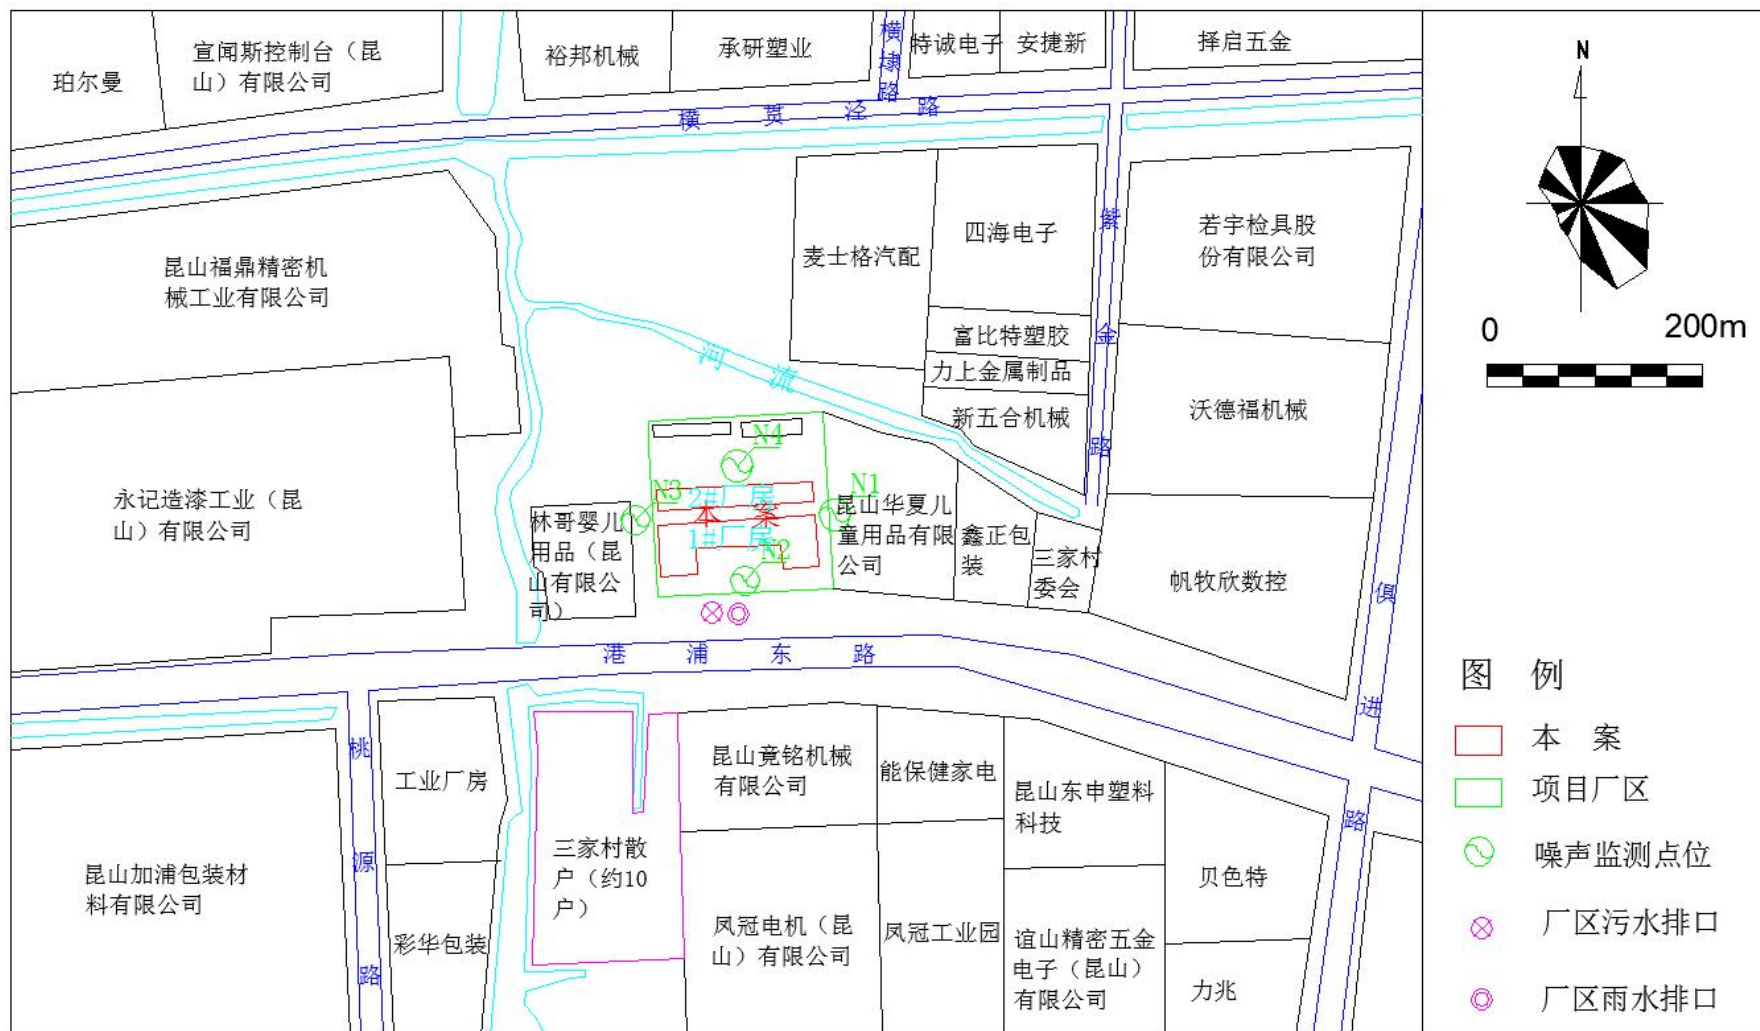 珀尔曼
宣闻斯控制台（昆
山）有限公司
裕邦机械
承研塑业
横埭路
特诚电子
安捷新
择启五金
横贯泾路
昆山福鼎精密机
械工业有限公司
麦士格汽配
四海电子
紫金路
若宇检具股
份有限公司
富比特塑胶
力上金属制品
新五合机械
沃德福机械
河流
永记造漆工业（昆
山）有限公司
林哥婴儿
用品（昆
山有限公
司）
N4
N3
N1
N2
2#厂房
本案
1#厂房
昆山华夏儿
童用品有限
公司
鑫正包
装
三家村
委会
帆牧欣数控
俱进路
港浦东路
桃源路
工业厂房
昆山竟铭机械
有限公司
能保健家电
昆山东申塑料
科技
昆山加浦包装材
料有限公司
彩华包装
三家村散
户（约10
户）
凤冠电机（昆
山）有限公司
凤冠工业园
谊山精密五金
电子（昆山）
有限公司
贝色特
力兆
N
0
200m
图例
本案
项目厂区
噪声监测点位
厂区污水排口
厂区雨水排口